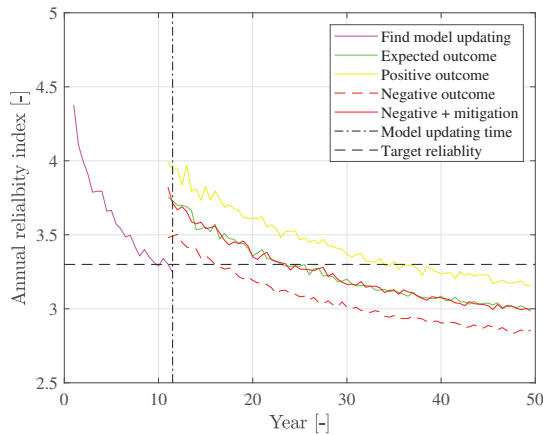 5
4.5
4
3.5
3
2.5
0
10
20
30
40
50
Annual relialbity index [-]
Year [-]
Find model updating
Expected outcome
Positive outcome
Negative outcome
Negative + mitigation
Model updating time
Target reliablity